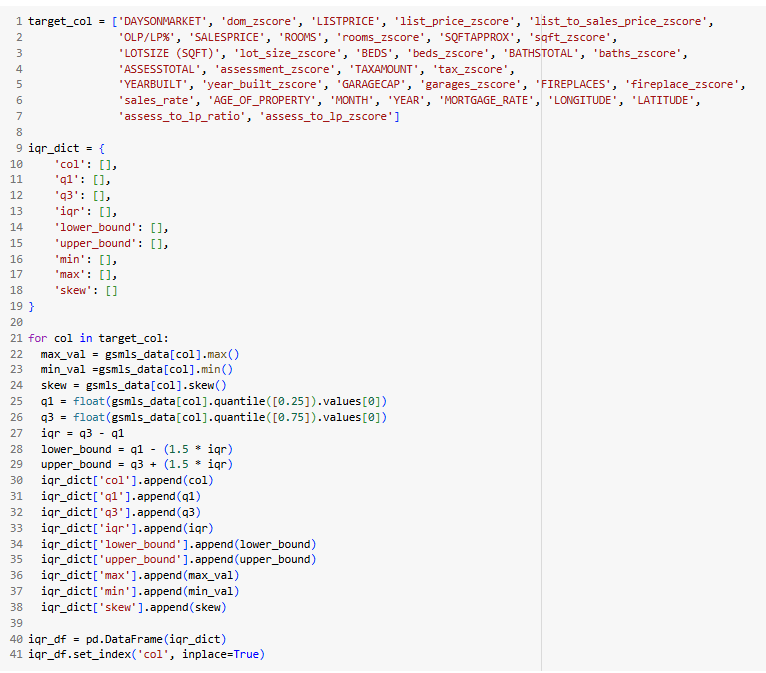 1 target_col = ['DAYSONMARKET', 'dom_zscore', 'LISTPRICE', 'list_price_zscore', 'list_to_sales_price_zscore',
2 'OLP/LP%', 'SALESPRICE', 'ROOMS', 'rooms_zscore', 'SQFTAPPROX', 'sqft_zscore',
3 'LOTSIZE (SQFT)', 'lot_size_zscore', 'BEDS', 'beds_zscore', 'BATHSTOTAL', 'baths_zscore',
4 'ASSESSTOTAL', 'assessment_zscore', 'TAXAMOUNT', 'tax_zscore',
5 'YEARBUILT', 'year_built_zscore', 'GARAGECAP', 'garages_zscore', 'FIREPLACES', 'fireplace_zscore',
6 'sales_rate', 'AGE_OF_PROPERTY', 'MONTH', 'YEAR', 'MORTGAGE_RATE', 'LONGITUDE', 'LATITUDE',
7 'assess_to_lp_ratio', 'assess_to_lp_zscore']
8
9 iqr_dict = {
10     'col': [],
11     'q1': [],
12     'q3': [],
13     'iqr': [],
14     'lower_bound': [],
15     'upper_bound': [],
16     'min': [],
17     'max': [],
18     'skew': []
19 }
20
21 for col in target_col:
22   max_val = gsmls_data[col].max()
23   min_val =gsmls_data[col].min()
24   skew = gsmls_data[col].skew()
25   q1 = float(gsmls_data[col].quantile([0.25]).values[0])
26   q3 = float(gsmls_data[col].quantile([0.75]).values[0])
27   iqr = q3 - q1
28   lower_bound = q1 - (1.5 * iqr)
29   upper_bound = q3 + (1.5 * iqr)
30   iqr_dict['col'].append(col)
31   iqr_dict['q1'].append(q1)
32   iqr_dict['q3'].append(q3)
33   iqr_dict['iqr'].append(iqr)
34   iqr_dict['lower_bound'].append(lower_bound)
35   iqr_dict['upper_bound'].append(upper_bound)
36   iqr_dict['max'].append(max_val)
37   iqr_dict['min'].append(min_val)
38   iqr_dict['skew'].append(skew)
39
40 iqr_df = pd.DataFrame(iqr_dict)
41 iqr_df.set_index('col', inplace=True)